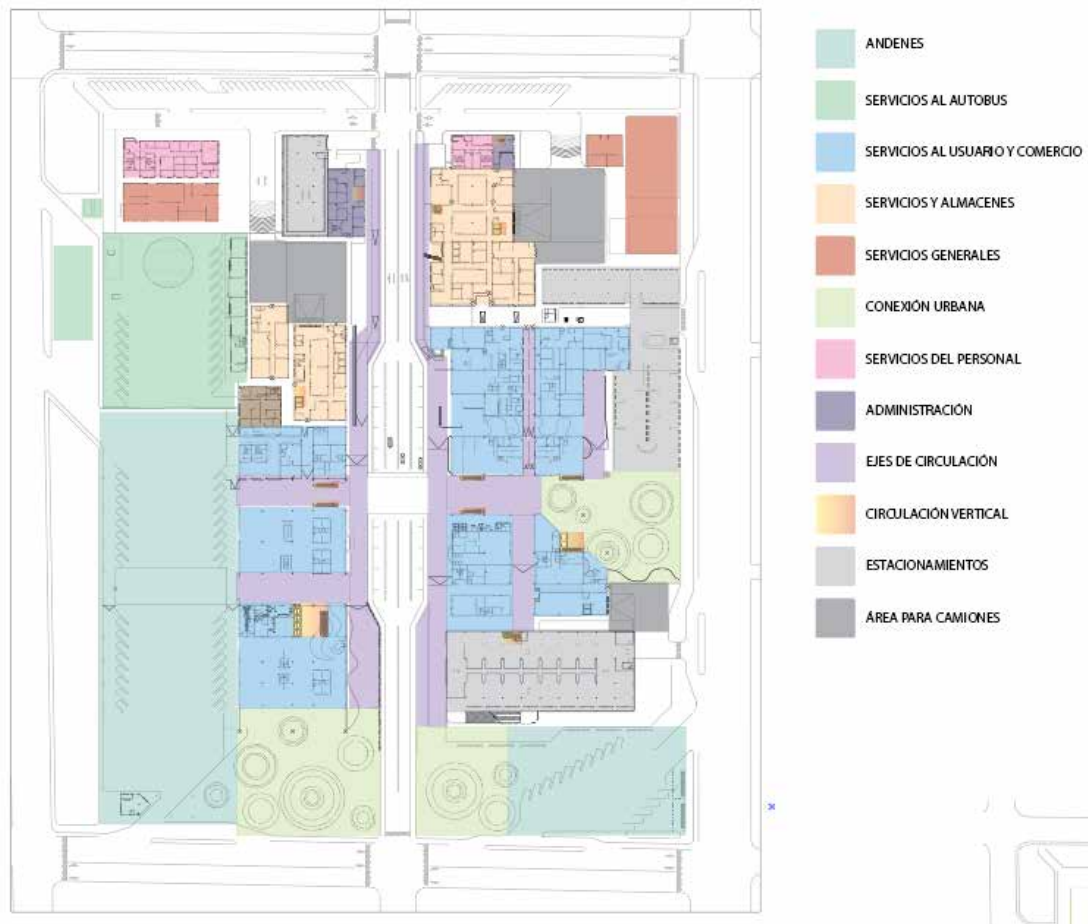 ANDENES
SERVICIOS AL AUTOBUS
SERVICIOS AL USUARIO Y COMERCIO
SERVICIOS Y ALMACENES
SERVICIOS GENERALES
CONEXIÓN URBANA
SERVICIOS DEL PERSONAL
ADMINISTRACIÓN
EJES DE CIRCULACIÓN
CIRCULACIÓN VERTICAL
ESTACIONAMIENTOS
ÁREA PARA CAMIONES